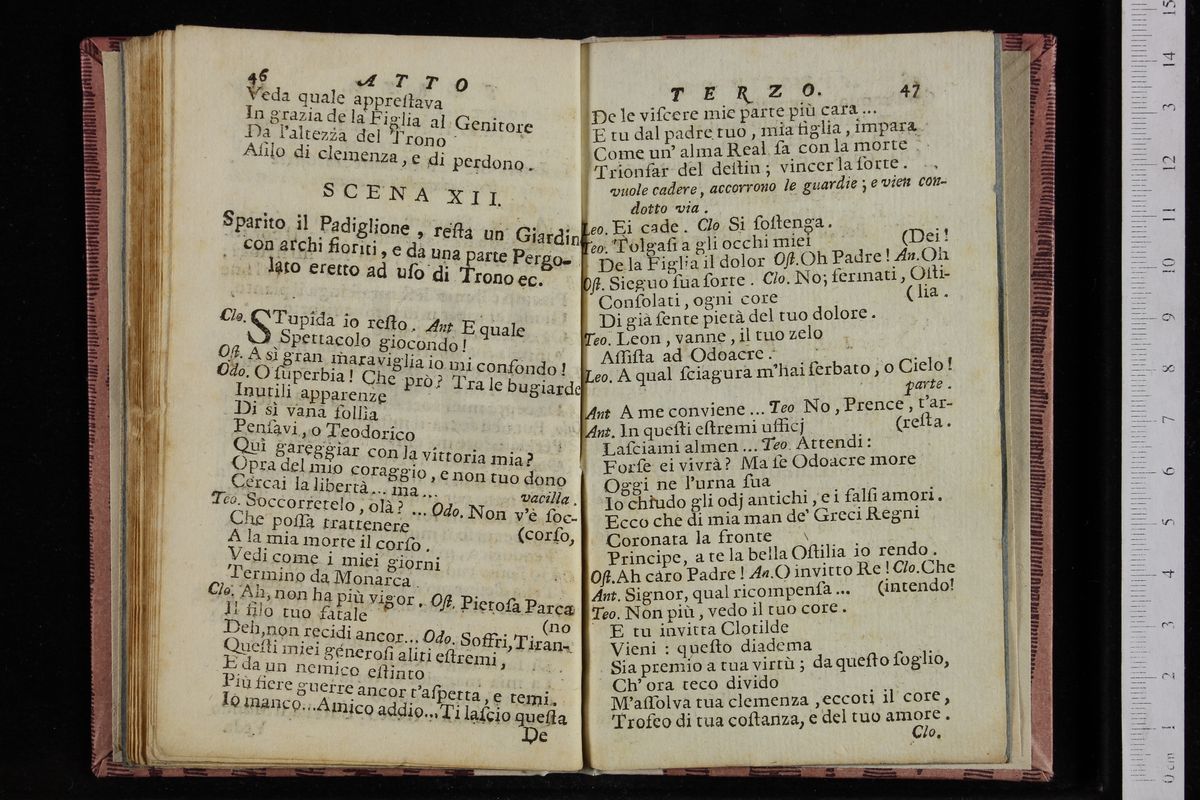 46 ATTO
Veda quale appreſtava
In grazia de la Figlia al Genitore
Da l'altezza del Trono
Aſilo di clemenza, e di perdono.
SCENA XII.
Sparito il Padiglione, reſta un Giardin
con archi fioriti, e da una parte Pergo-
lato eretto ad uſo di Trono ec.
Clo. STupida io reſto. Ant E quale
Spettacolo giocondo!
Oſt. A sì gran maraviglia io mi confondo!
Odo. O ſuperbia! Che prò? Tra le bugiarde
Inutili apparenze
Di sì vana follia
Penſavi, o Teodorico
Quì gareggiar con la vittoria mia?
Opra del mio coraggio, e non tuo dono
Cercai la libertà... ma... vacilla.
Teo. Soccorretelo, olà? ... Odo. Non v'è ſoc-
Che poſſa trattenere (corſo,
A la mia morte il corſo.
Vedi come i miei giorni
Termino da Monarca.
Clo. Ah, non ha più vigor. Oſt. Pietoſa Parca
Il filo tuo fatale (no
Deh, non recidi ancor... Odo. Soffri, Tiran-
Queſti miei generoſi aliti eſtremi,
E da un nemico eſtinto
Più fiere guerre ancor t'aſpetta, e temi.
Io manco...Amico addio...Ti laſcio queſta
De
TERZO. 47
De le viſcere mie parte più cara...
E tu dal padre tuo, mia figlia, impara
Come un' alma Real ſa con la morte
Trionfar del deſtin; vincer la ſorte.
vuole cadere, accorrono le guardie; e vien con-
dotto via.
Leo. Ei cade. Clo Si ſoſtenga.
Teo. Tolgaſi a gli occhi miei (Dei!
De la Figlia il dolor Oſt. Oh Padre! An. Oh
Oſt. Sieguo ſua ſorte. Clo. No; fermati, Oſti-
Conſolati, ogni core (lia.
Di già ſente pietà del tuo dolore.
Teo. Leon, vanne, il tuo zelo
Aſſiſta ad Odoacre.
Leo. A qual ſciagura m'hai ſerbato, o Cielo!
parte.
Ant A me conviene... Teo No, Prence, t'ar-
Ant. In queſti eſtremi ufficj (reſta.
Laſciami almen... Teo. Attendi:
Forſe ei vivrà? Ma ſe Odoacre more
Oggi ne l'urna ſua
Io chiudo gli odj antichi, e i falſi amori.
Ecco che di mia man de' Greci Regni
Coronata la fronte
Principe, a te la bella Oſtilia io rendo.
Oſt. Ah caro Padre! An. O invitto Re! Clo. Che
Ant. Signor, qual ricompenſa... (intendo!
Teo. Non più, vedo il tuo core.
E tu invitta Clotilde
Vieni: queſto diadema
Sia premio a tua virtù; da queſto ſoglio,
Ch' ora teco divido
M'aſſolva tua clemenza, eccoti il core,
Trofeo di tua coſtanza, e del tuo amore.
Clo.
0 cm 1 2 3 4 5 6 7 8 9 10 11 12 13 14 15